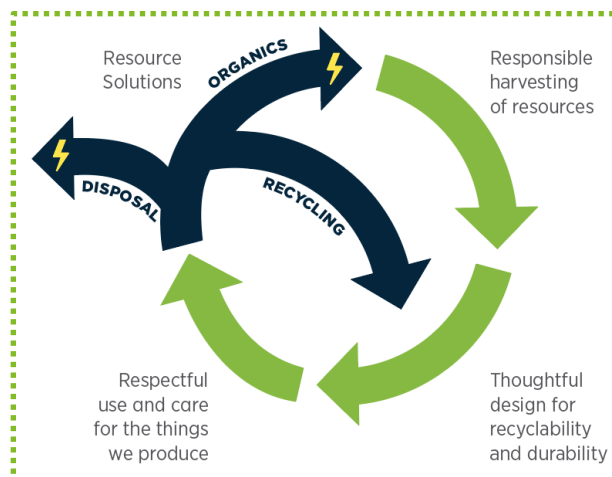 Resource
Solutions
ORGANICS
Responsible
harvesting
of resources
DISPOSAL
RECYCLING
Respectful
use and care
for the things
we produce
Thoughtful
design for
recyclability
and durability